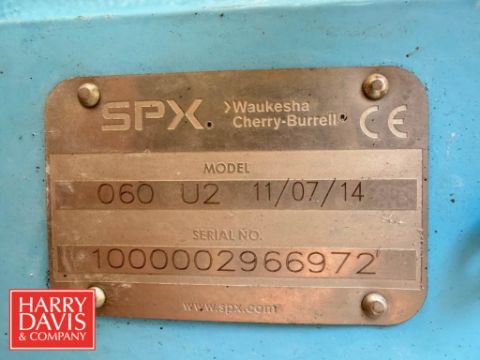 SPX
Waukesha
Cherry-Burrell
CE
MODEL
060 U2 11/07/14
SERIAL NO.
1000002966972
www.spx.com
HARRY
DAVIS
& COMPANY